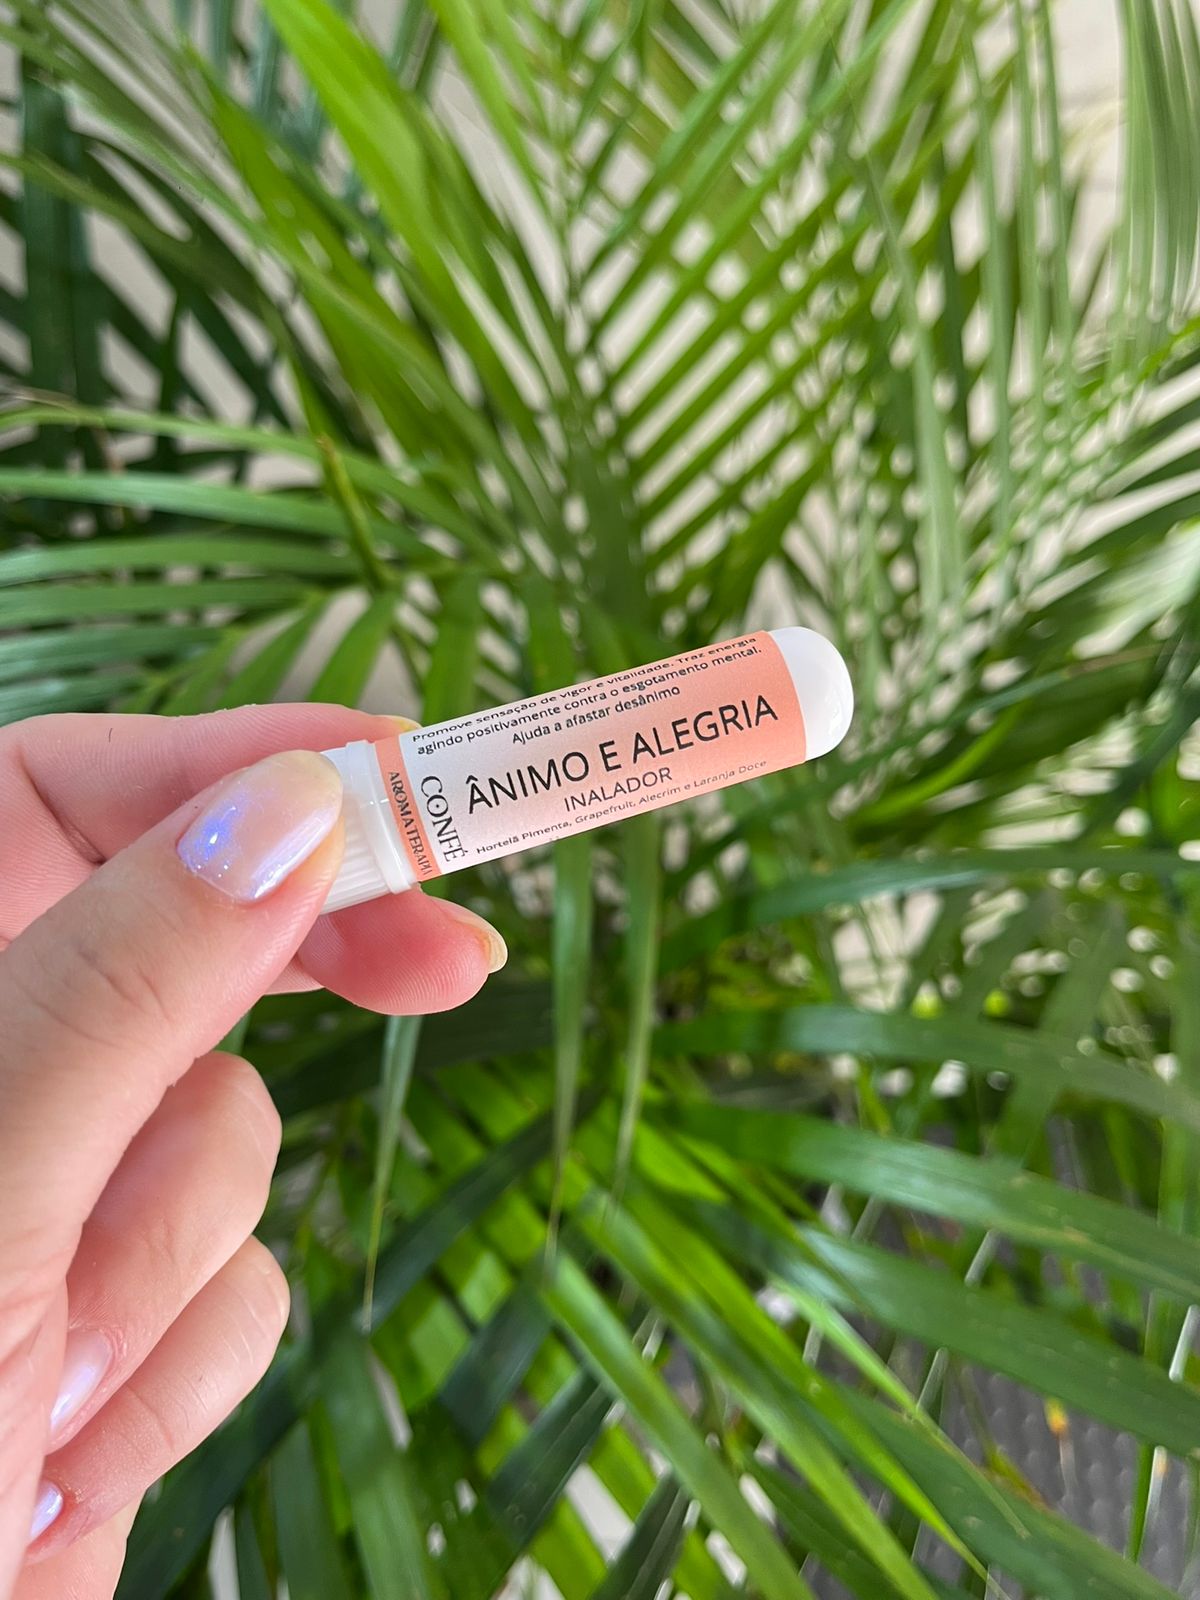 Promove sensação de vigor e vitalidade. Traz energia
agindo positivamente contra o esgotamento mental.
Ajuda a afastar desânimo
ÂNIMO E ALEGRIA
INALADOR
Hortelã Pimenta, Grapefruit, Alecrim e Laranja Doce
CONFÊ
AROMATERAPIA